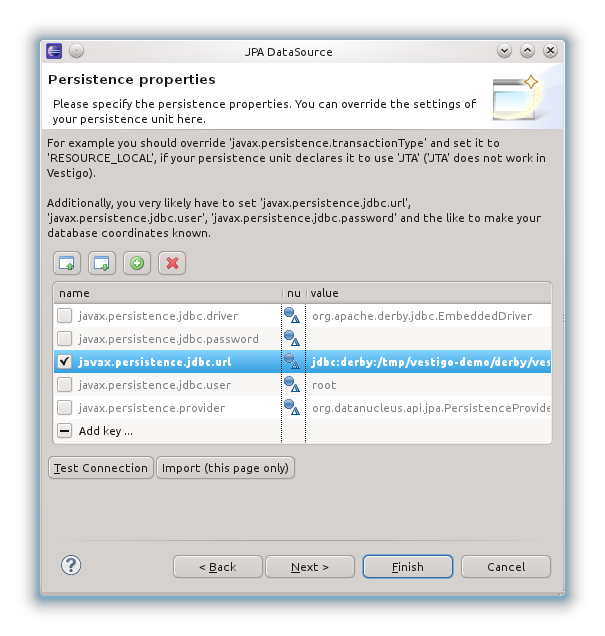 JPA DataSource
Persistence properties
Please specify the persistence properties. You can override the settings of
your persistence unit here.
For example you should override 'javax.persistence.transactionType' and set it to
'RESOURCE_LOCAL', if your persistence unit declares it to use 'JTA' ('JTA' does not work in
Vestigo).
Additionally, you very likely have to set 'javax.persistence.jdbc.url',
'javax.persistence.jdbc.user', 'javax.persistence.jdbc.password' and the like to make your
database coordinates known.
name nu value
javax.persistence.jdbc.driver org.apache.derby.jdbc.EmbeddedDriver
javax.persistence.jdbc.password
javax.persistence.jdbc.url jdbc:derby:/tmp/vestigo-demo/derby/ves
javax.persistence.jdbc.user root
javax.persistence.provider org.datanucleus.api.jpa.PersistenceProvide
Add key ...
Test Connection Import (this page only)
? < Back Next > Finish Cancel